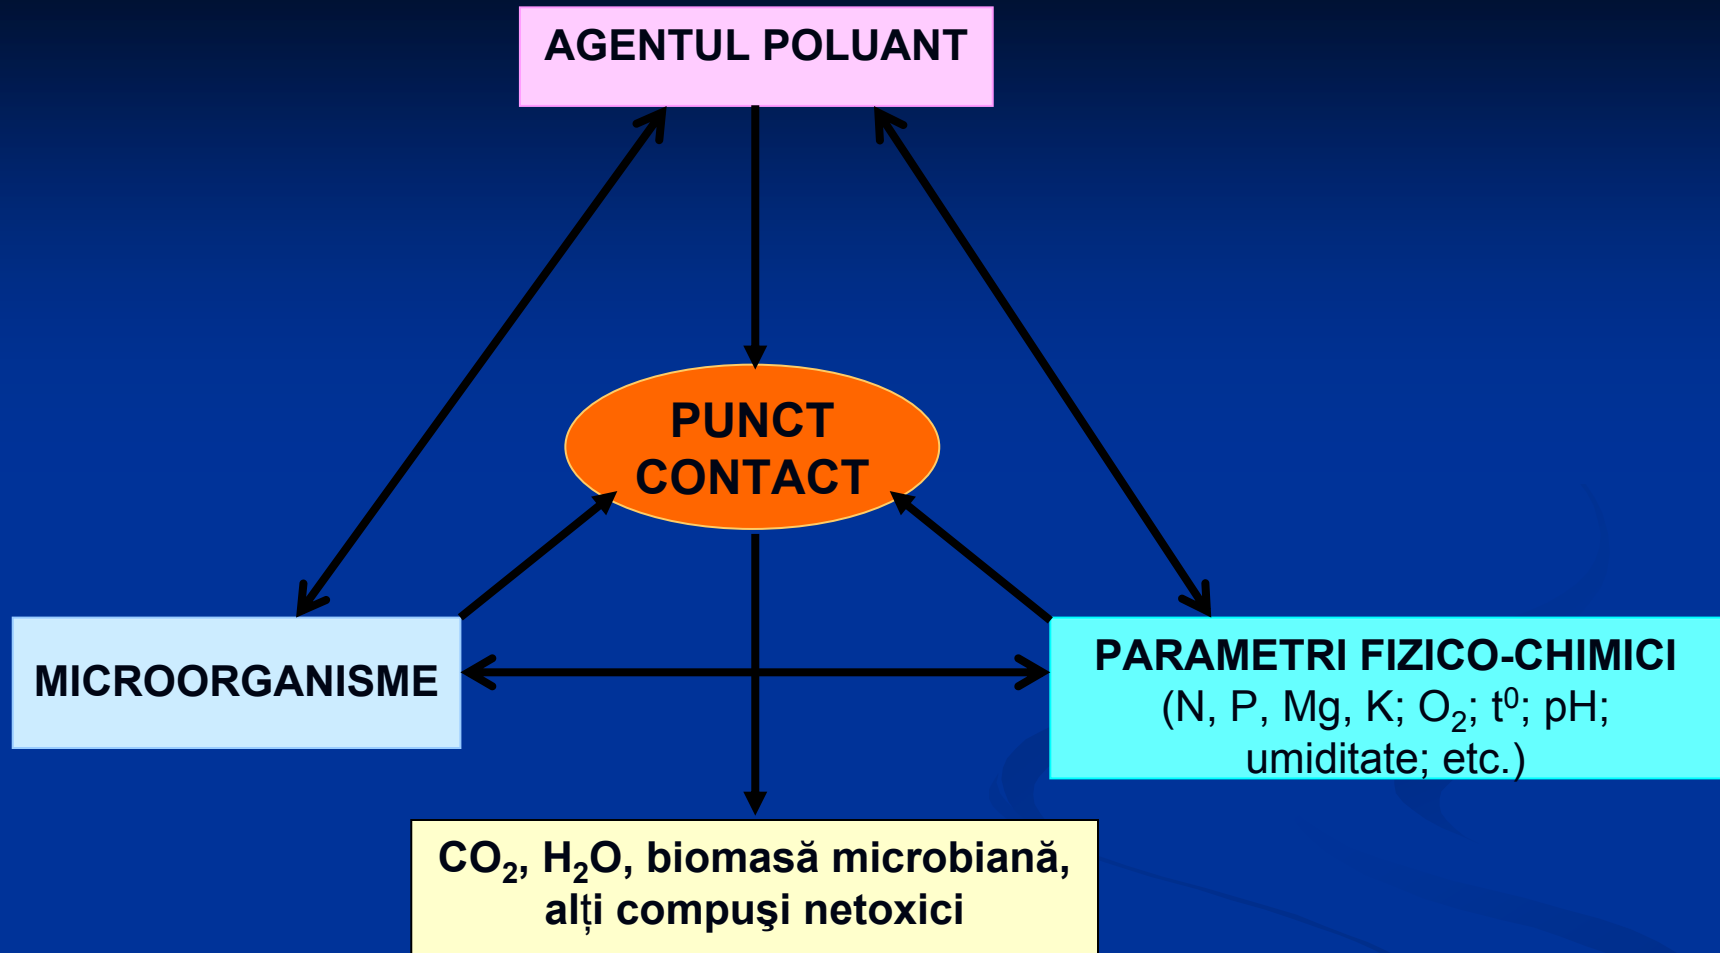 AGENTUL POLUANT
PUNCT
CONTACT
MICROORGANISME
PARAMETRI FIZICO-CHIMICI
(N, P, Mg, K; O₂; t⁰; pH;
umiditate; etc.)
CO₂, H₂O, biomasă microbiană,
alţi compuşi netoxici